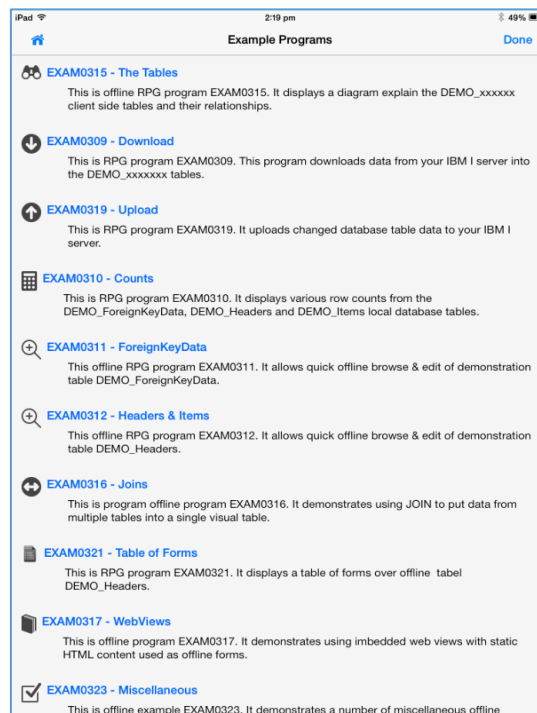 iPad 2:19 pm 49%
Example Programs Done
EXAM0315 - The Tables
This is offline RPG program EXAM0315. It displays a diagram explain the DEMO_xxxxxx
client side tables and their relationships.
EXAM0309 - Download
This is RPG program EXAM0309. This program downloads data from your IBM I server into
the DEMO_xxxxxxx tables.
EXAM0319 - Upload
This is RPG program EXAM0319. It uploads changed database table data to your IBM I
server.
EXAM0310 - Counts
This is RPG program EXAM0310. It displays various row counts from the
DEMO_ForeignKeyData, DEMO_Headers and DEMO_Items local database tables.
EXAM0311 - ForeignKeyData
This offline RPG program EXAM0311. It allows quick offline browse & edit of demonstration
table DEMO_ForeignKeyData.
EXAM0312 - Headers & Items
This offline RPG program EXAM0312. It allows quick offline browse & edit of demonstration
table DEMO_Headers.
EXAM0316 - Joins
This is program offline program EXAM0316. It demonstrates using JOIN to put data from
multiple tables into a single visual table.
EXAM0321 - Table of Forms
This is RPG program EXAM0321. It displays a table of forms over offline tabel
DEMO_Headers.
EXAM0317 - WebViews
This is offline program EXAM0317. It demonstrates using imbedded web views with static
HTML content used as offline forms.
EXAM0323 - Miscellaneous
This is offline example EXAM0323. It demonstrates a number of miscellaneous offline